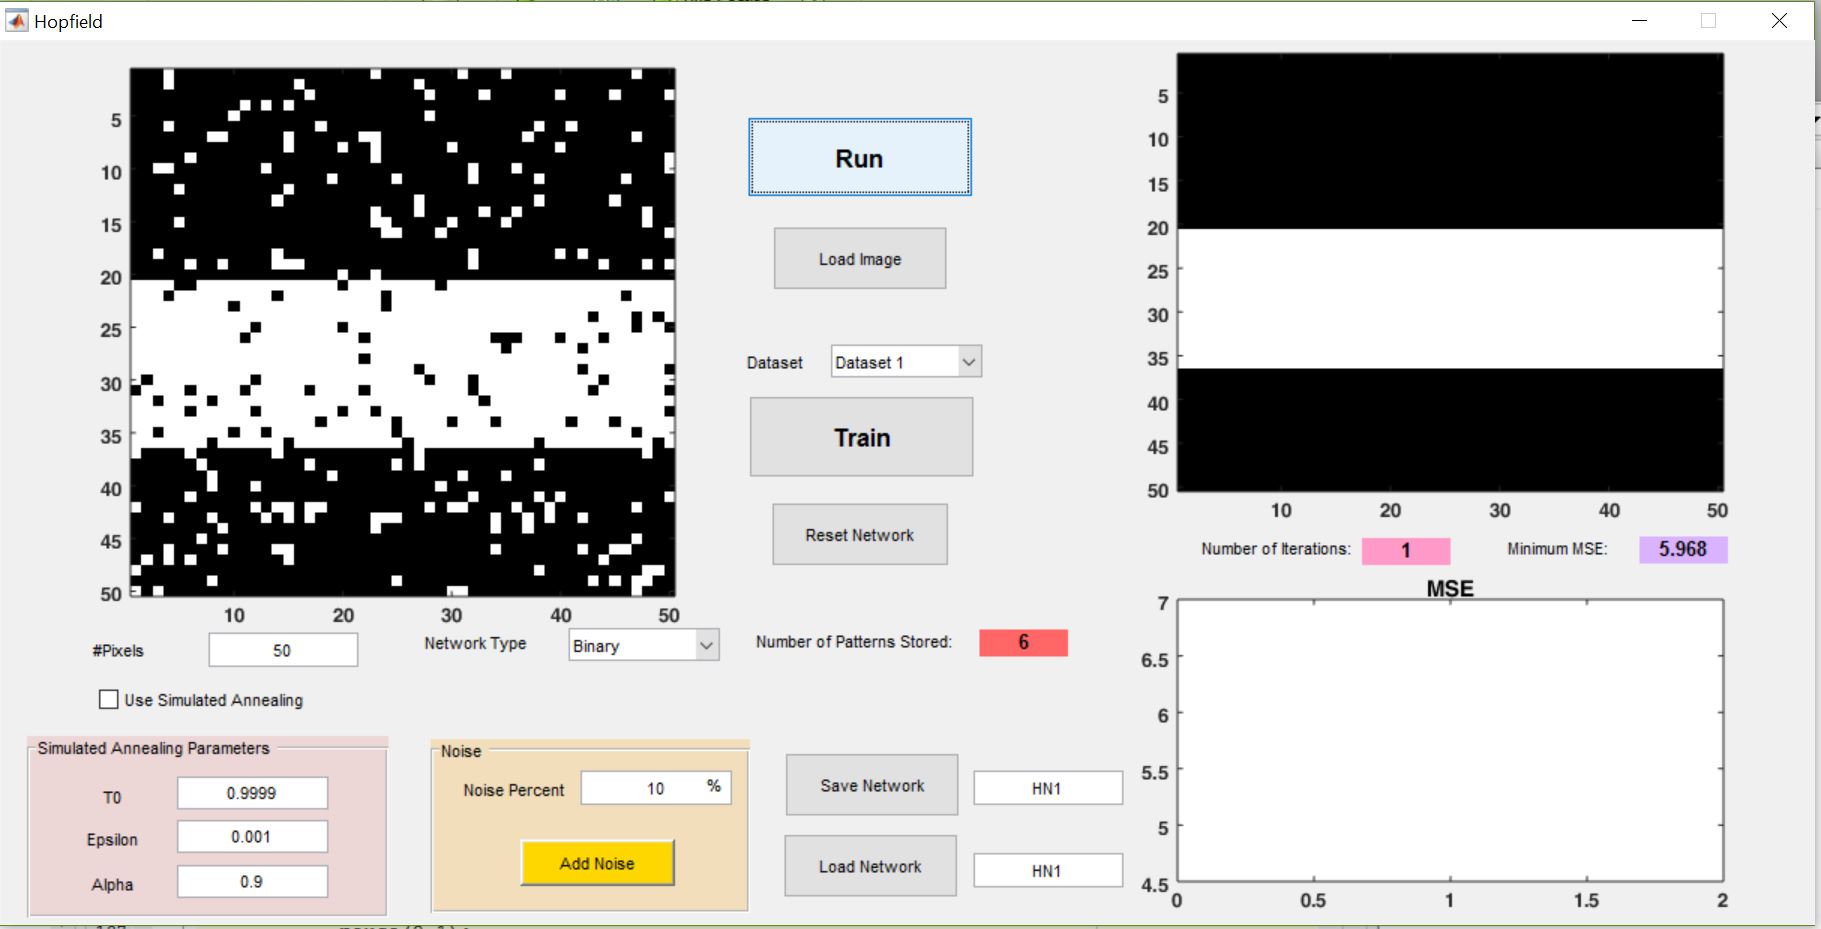 Hopfield
5
10
15
20
25
30
35
40
45
50
10 20 30 40 50
#Pixels 50
Network Type Binary
Use Simulated Annealing
Simulated Annealing Parameters
T0 0.9999
Epsilon 0.001
Alpha 0.9
Noise
Noise Percent 10 %
Add Noise
Run
Load Image
Dataset Dataset 1
Train
Reset Network
Number of Patterns Stored: 6
Save Network HN1
Load Network HN1
5
10
15
20
25
30
35
40
45
50
10 20 30 40 50
Number of Iterations: 1 Minimum MSE: 5.968
MSE
7
6.5
6
5.5
5
4.5
0 0.5 1 1.5 2